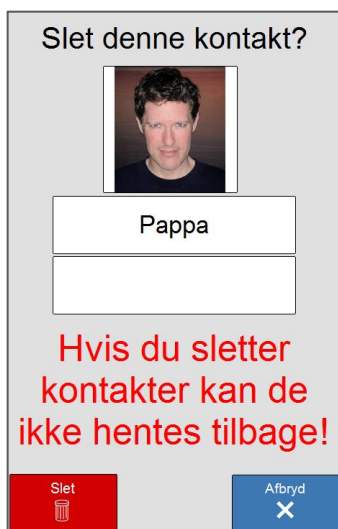 Slet denne kontakt?
Pappa
Hvis du sletter
kontakter kan de
ikke hentes tilbage!
Slet
Afbryd